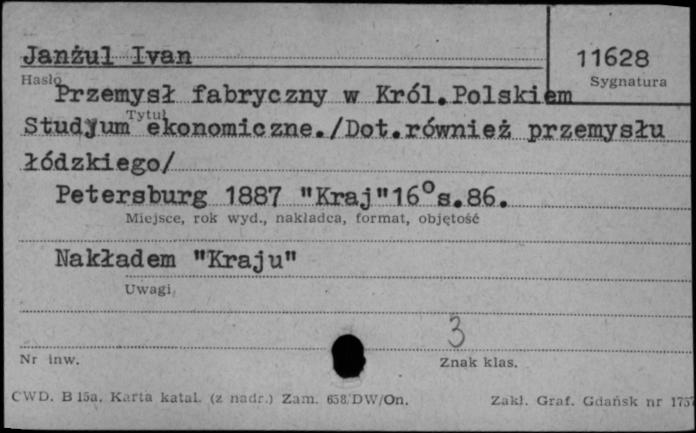 Janżul Ivan
11628
Hasło
Sygnatura
Przemysł fabryczny w Król.Polskiem
Tytuł
Studyum ekonomiczne./Dot.również przemysłu
łódzkiego/
Petersburg 1887 "Kraj"16°s.86.
Miejsce, rok wyd., nakładca, format, objętość
Nakładem "Kraju"
Uwagi
3
Nr inw.
Znak klas.
CWD. B 15a. Karta katal. (z nadr.) Zam. 658/DW/On.
Zakł. Graf. Gdańsk nr 1757